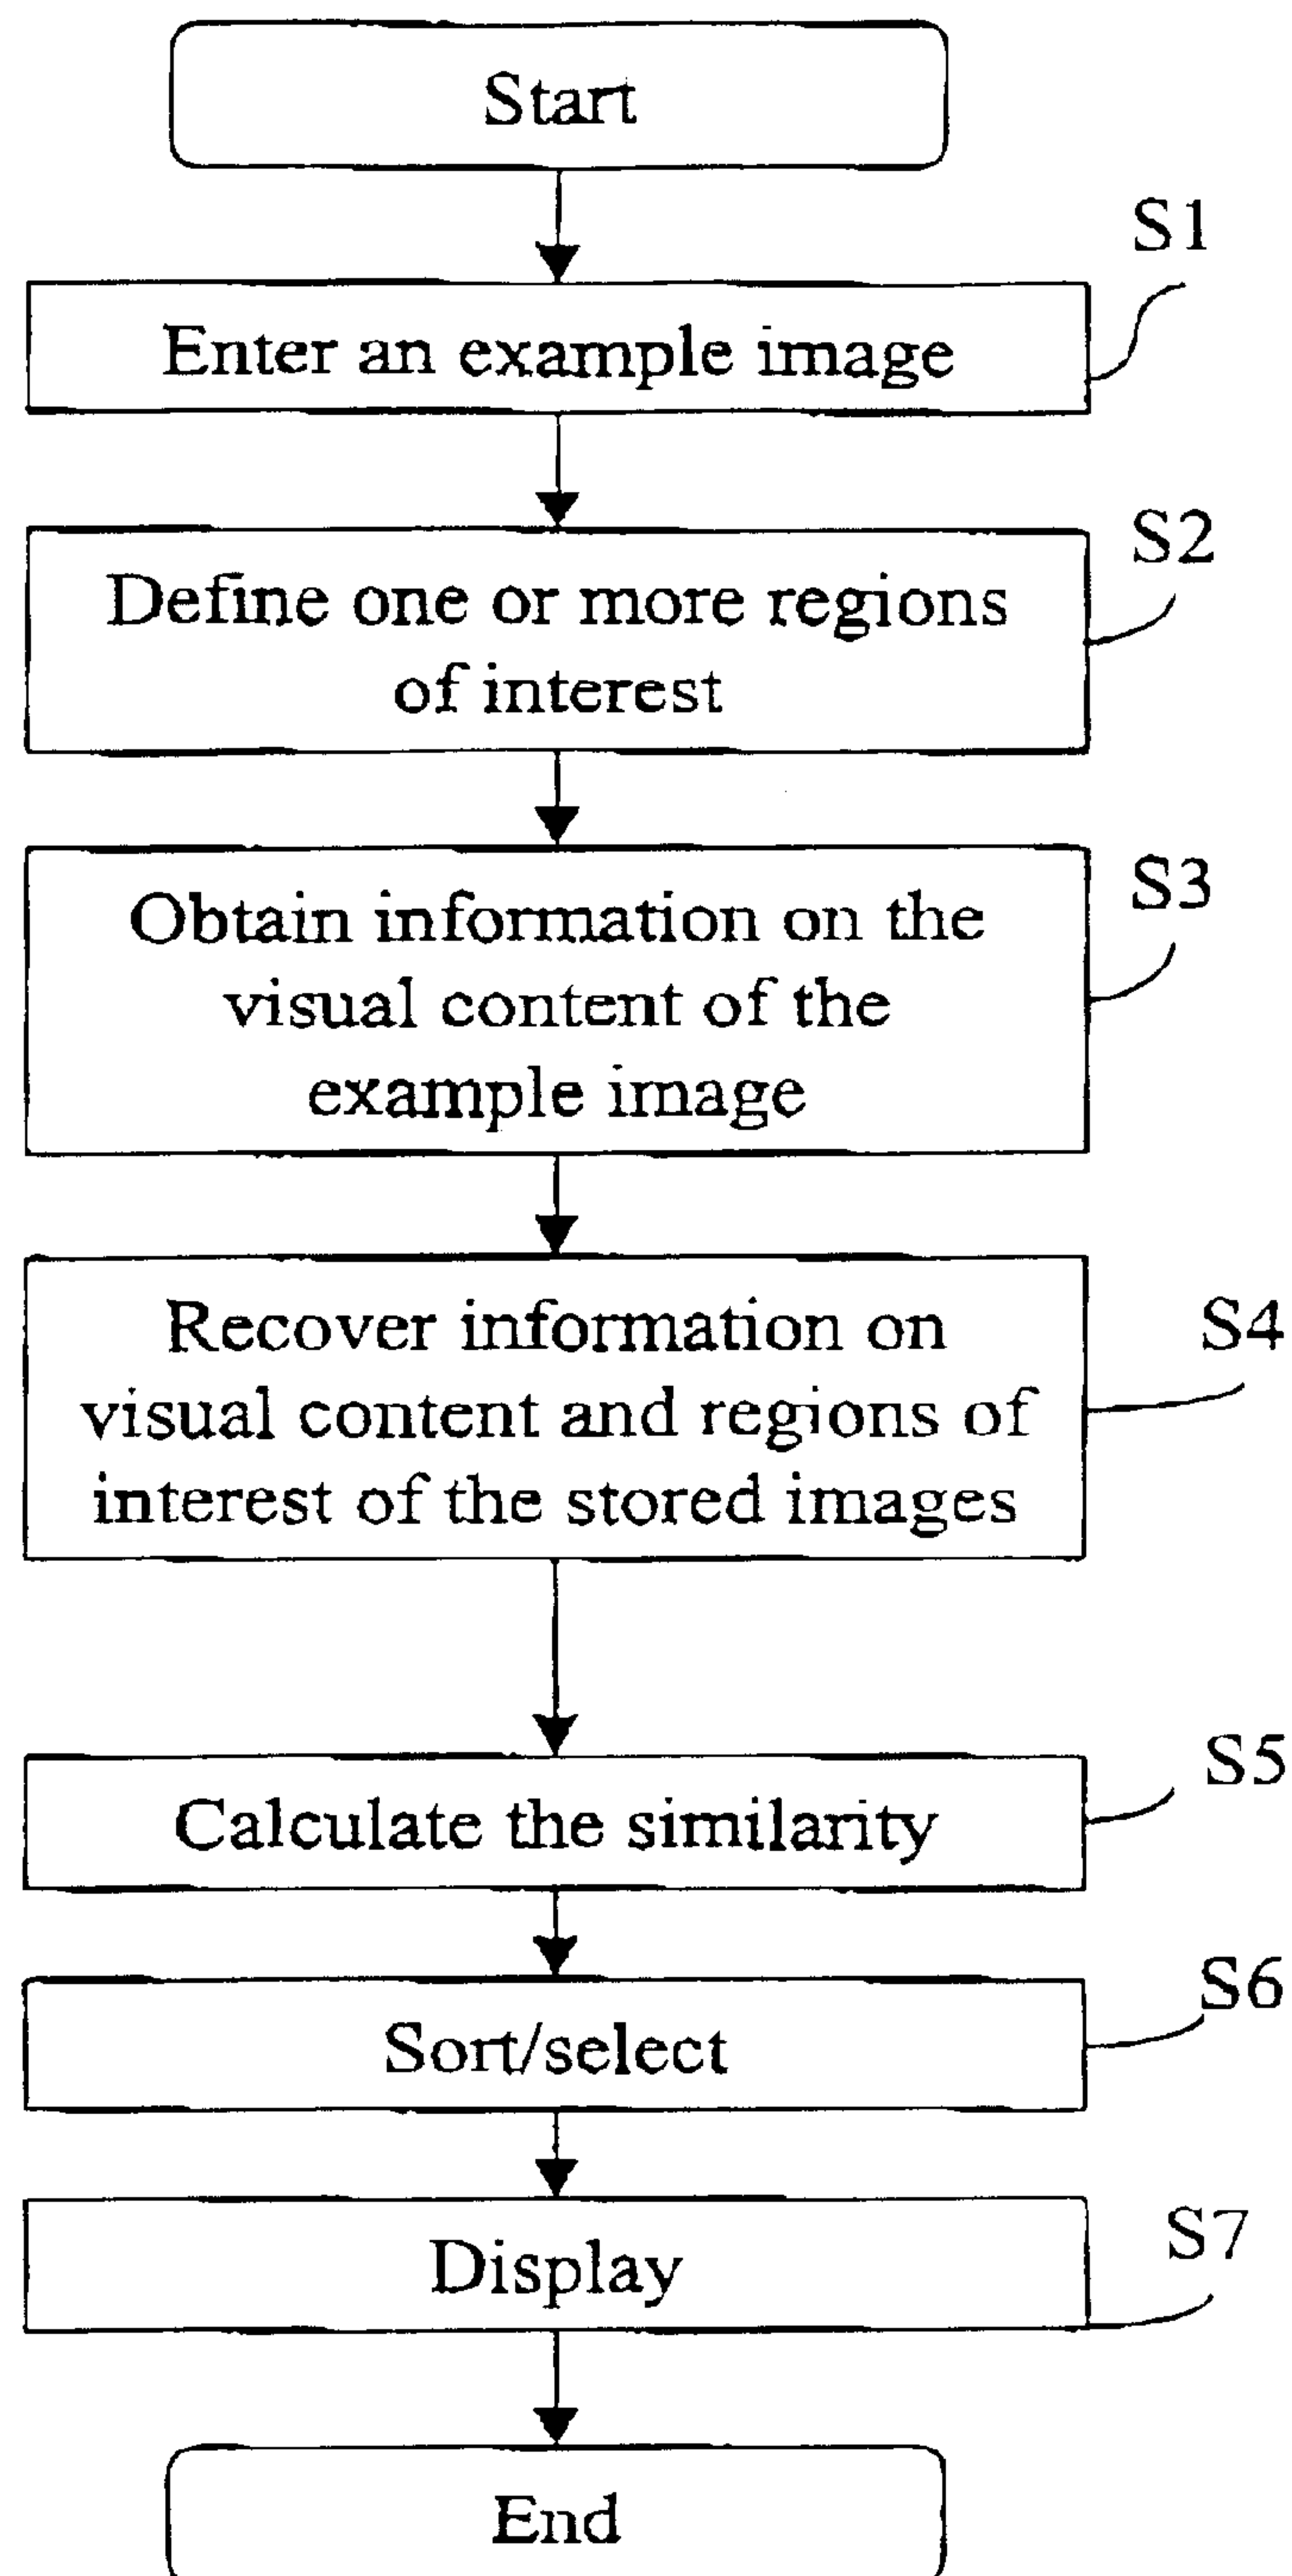 Start
S1
Enter an example image
S2
Define one or more regions
of interest
S3
Obtain information on the
visual content of the
example image
Recover information on
S4
visual content and regions of
interest of the stored images
S5
Calculate the similarity
S6
Sort/select
S7
Display
End